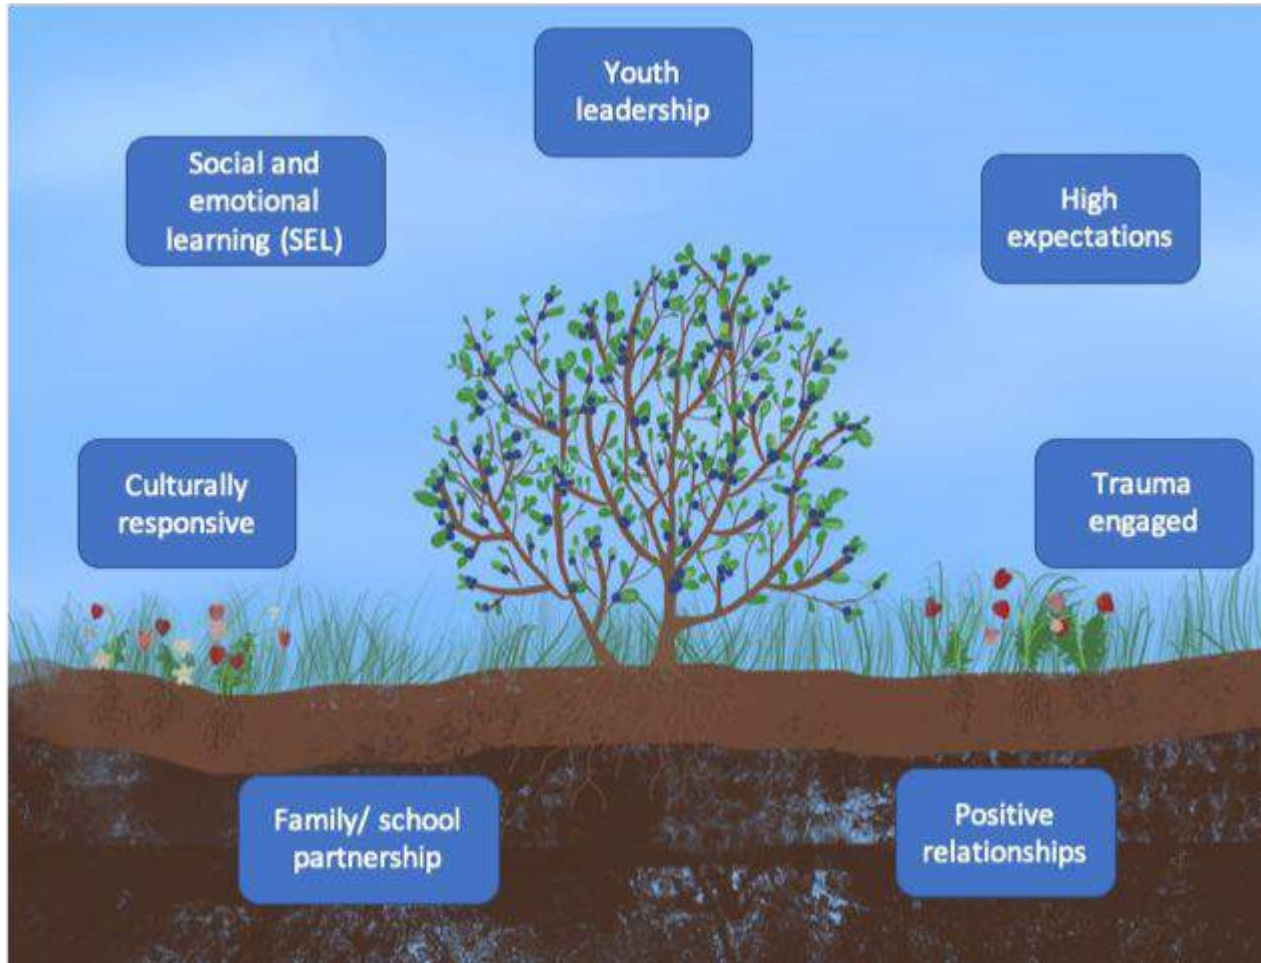 Youth
leadership
Social and
emotional
learning (SEL)
High
expectations
Culturally
responsive
Trauma
engaged
Family/ school
partnership
Positive
relationships